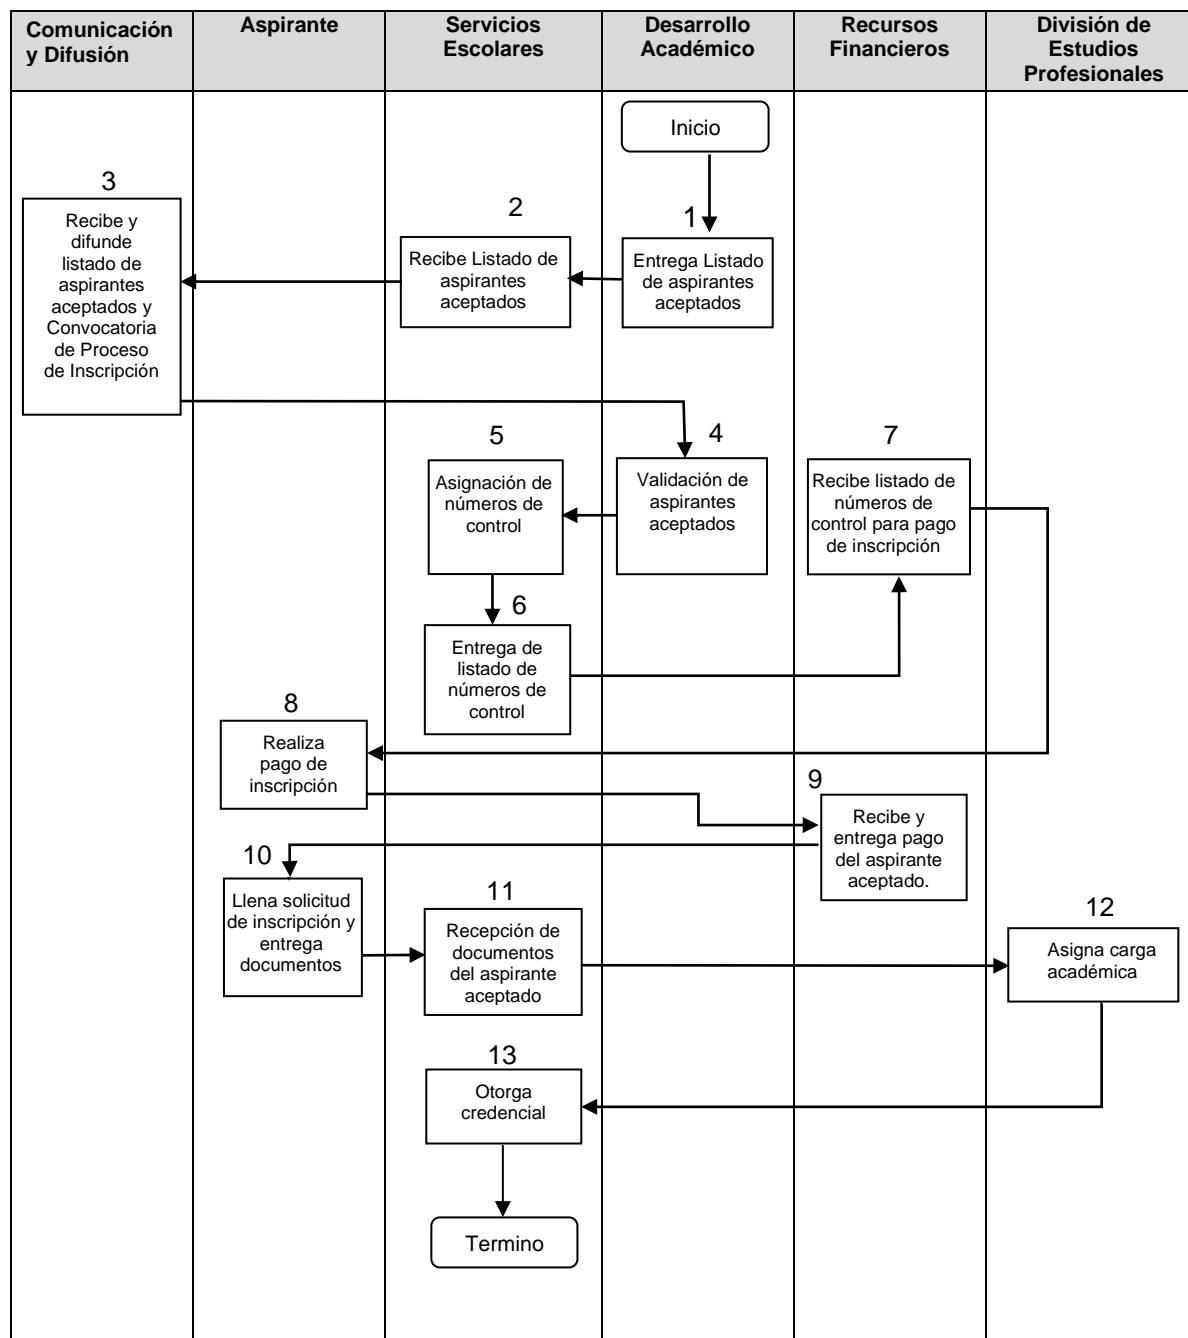 Comunicación
y Difusión
Aspirante
Servicios
Escolares
Desarrollo
Académico
Recursos
Financieros
División de
Estudios
Profesionales
Inicio
3
Recibe y
difunde
listado de
aspirantes
aceptados y
Convocatoria
de Proceso
de Inscripción
2
Recibe Listado de
aspirantes
aceptados
1
Entrega Listado
de aspirantes
aceptados
5
Asignación de
números de
control
4
Validación de
aspirantes
aceptados
7
Recibe listado de
números de
control para pago
de inscripción
6
Entrega de
listado de
números de
control
8
Realiza
pago de
inscripción
9
Recibe y
entrega pago
del aspirante
aceptado.
10
Llena solicitud
de inscripción y
entrega
documentos
11
Recepción de
documentos
del aspirante
aceptado
12
Asigna carga
académica
13
Otorga
credencial
Termino